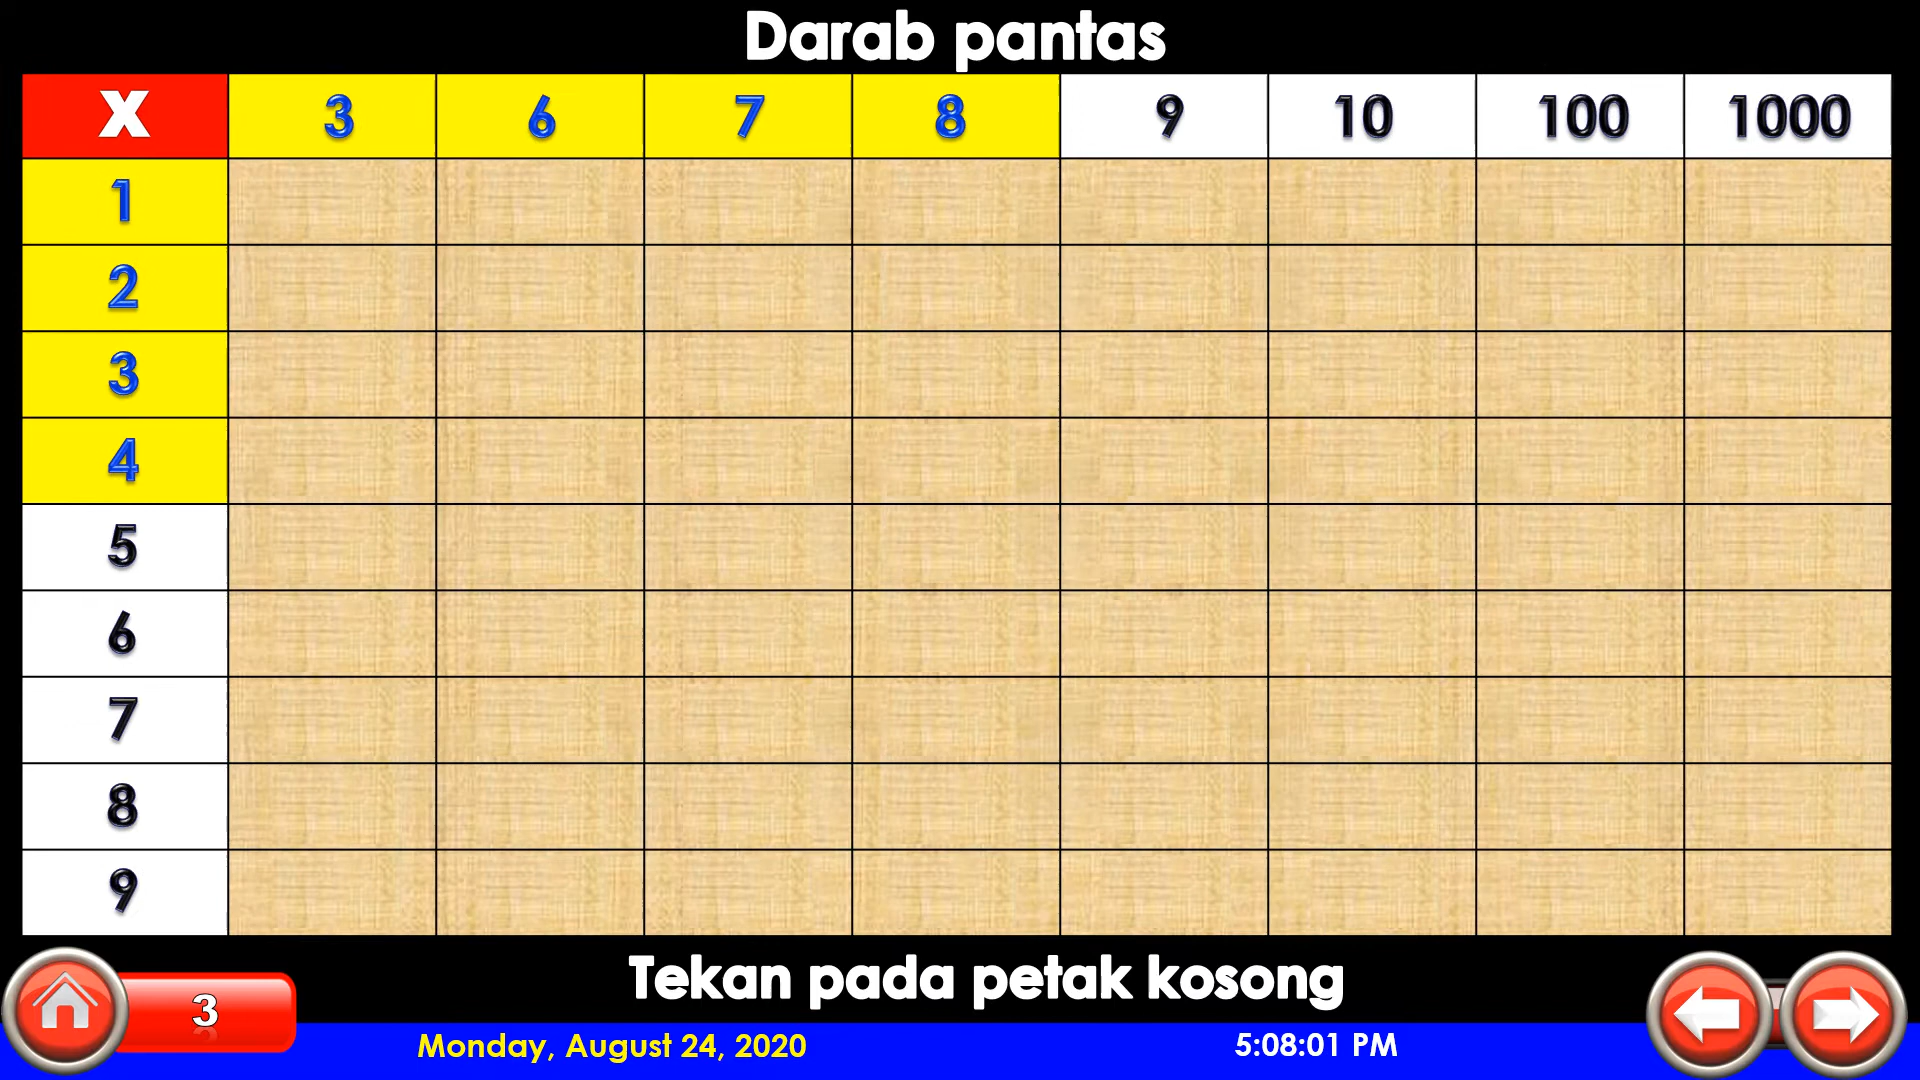 Darab pantas
X 3 6 7 8 9 10 100 1000
1
2
3
4
5
6
7
8
9
Tekan pada petak kosong
3
Monday, August 24, 2020 5:08:01 PM